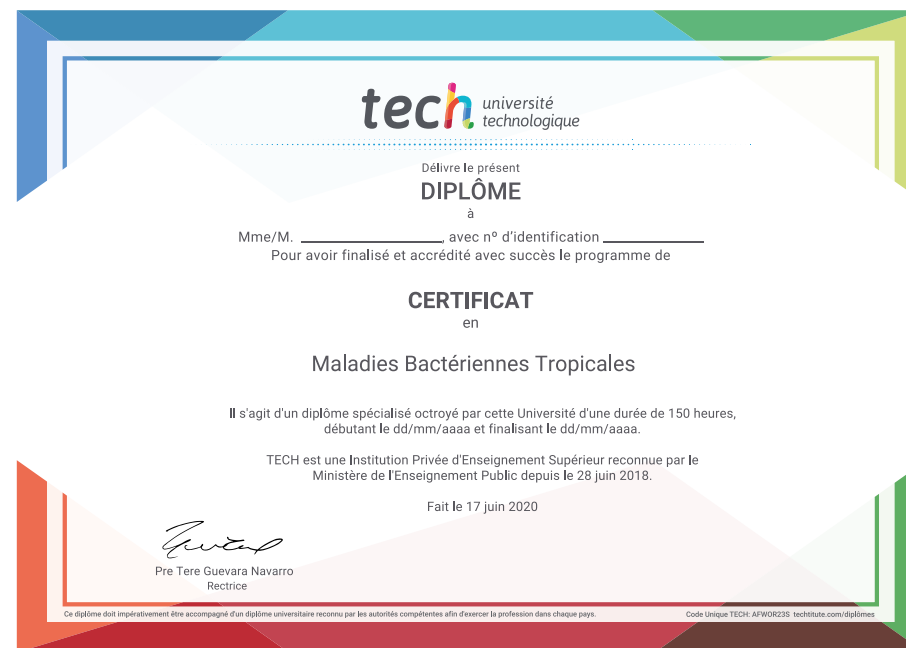 tech université
technologique
Délivre le présent
DIPLÔME
à
Mme/M. ____________________, avec nº d'identification ______________
Pour avoir finalisé et accrédité avec succès le programme de
CERTIFICAT
en
Maladies Bactériennes Tropicales
Il s'agit d'un diplôme spécialisé octroyé par cette Université d'une durée de 150 heures,
débutant le dd/mm/aaaa et finalisant le dd/mm/aaaa.
TECH est une Institution Privée d'Enseignement Supérieur reconnue par le
Ministère de l'Enseignement Public depuis le 28 juin 2018.
Fait le 17 juin 2020
Pre Tere Guevara Navarro
Rectrice
Ce diplôme doit impérativement être accompagné d'un diplôme universitaire reconnu par les autorités compétentes afin d'exercer la profession dans chaque pays.
Code Unique TECH: AFWOR23S techtitute.com/diplômes